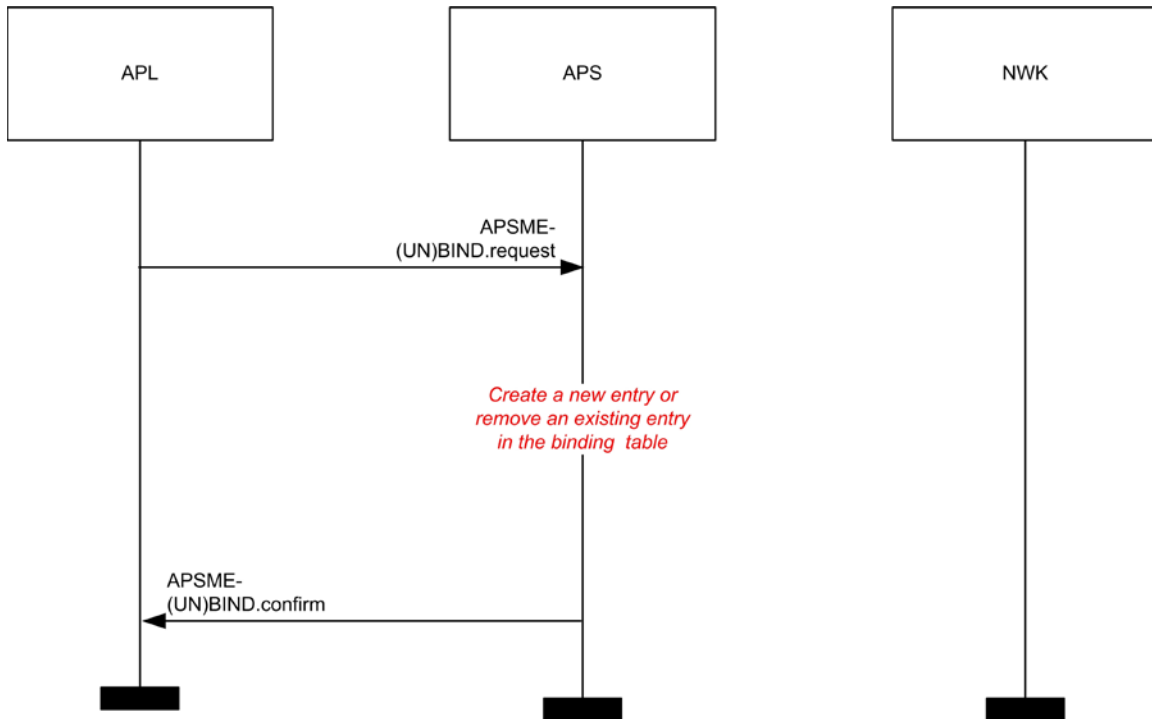 APL
APS
NWK
APSME-
(UN)BIND.request
Create a new entry or
remove an existing entry
in the binding table
APSME-
(UN)BIND.confirm